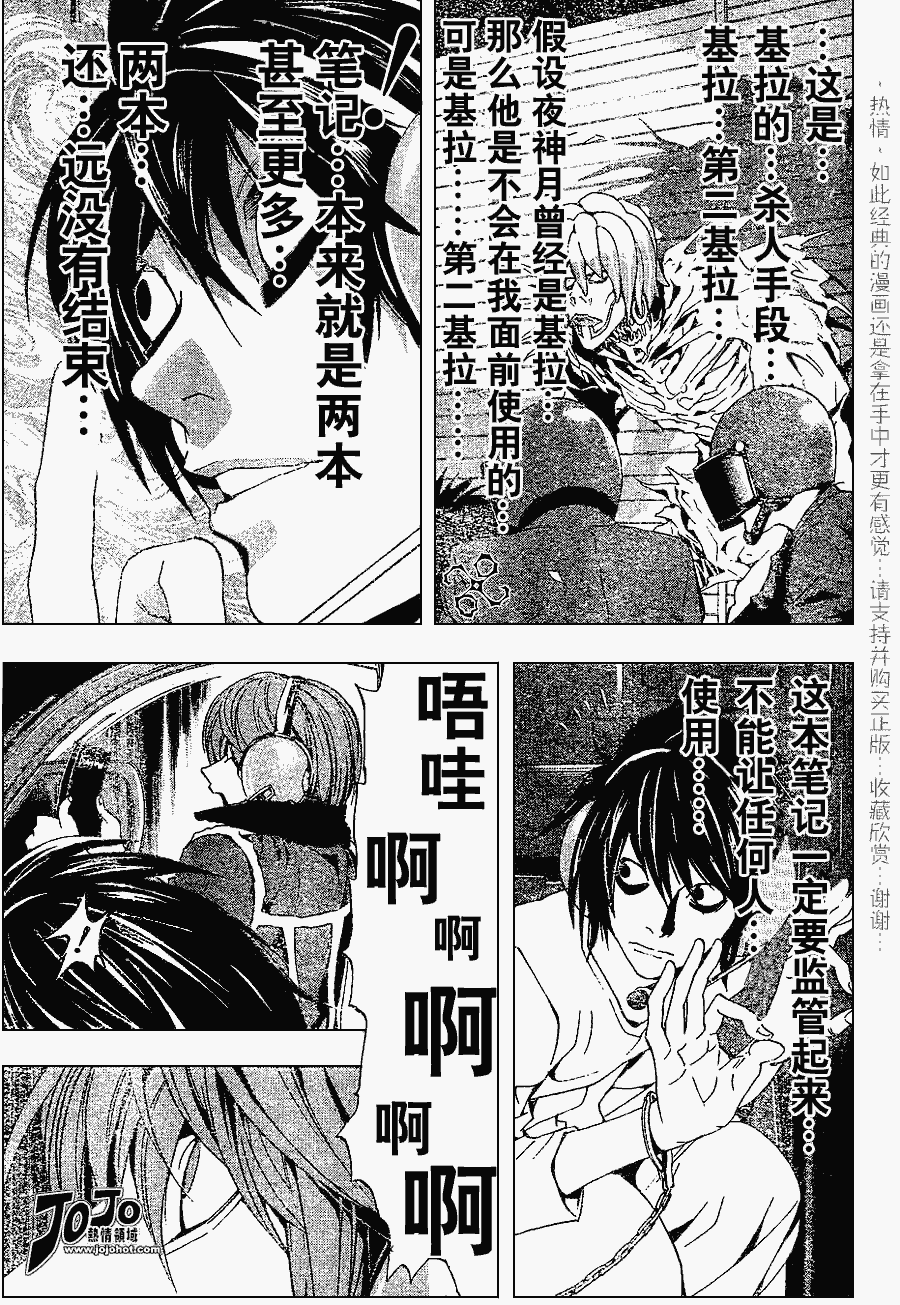 …这是…
基拉的…杀人手段…
基拉…第二基拉…
假设夜神月曾经是基拉…
那么他是不会在我面前使用的…
可是基拉……第二基拉……
!
笔记…本来就是两本
甚至更多…
两本…
还…远没有结束…
这本笔记一定要监管起来…
不能让任何人…
使用……
唔哇
啊
啊
啊
啊
啊
!
JoJo
热情领域
www.jojohot.com
~热情~如此经典的漫画还是拿在手中才更有感觉…请支持并购买正版…收藏欣赏…谢谢…